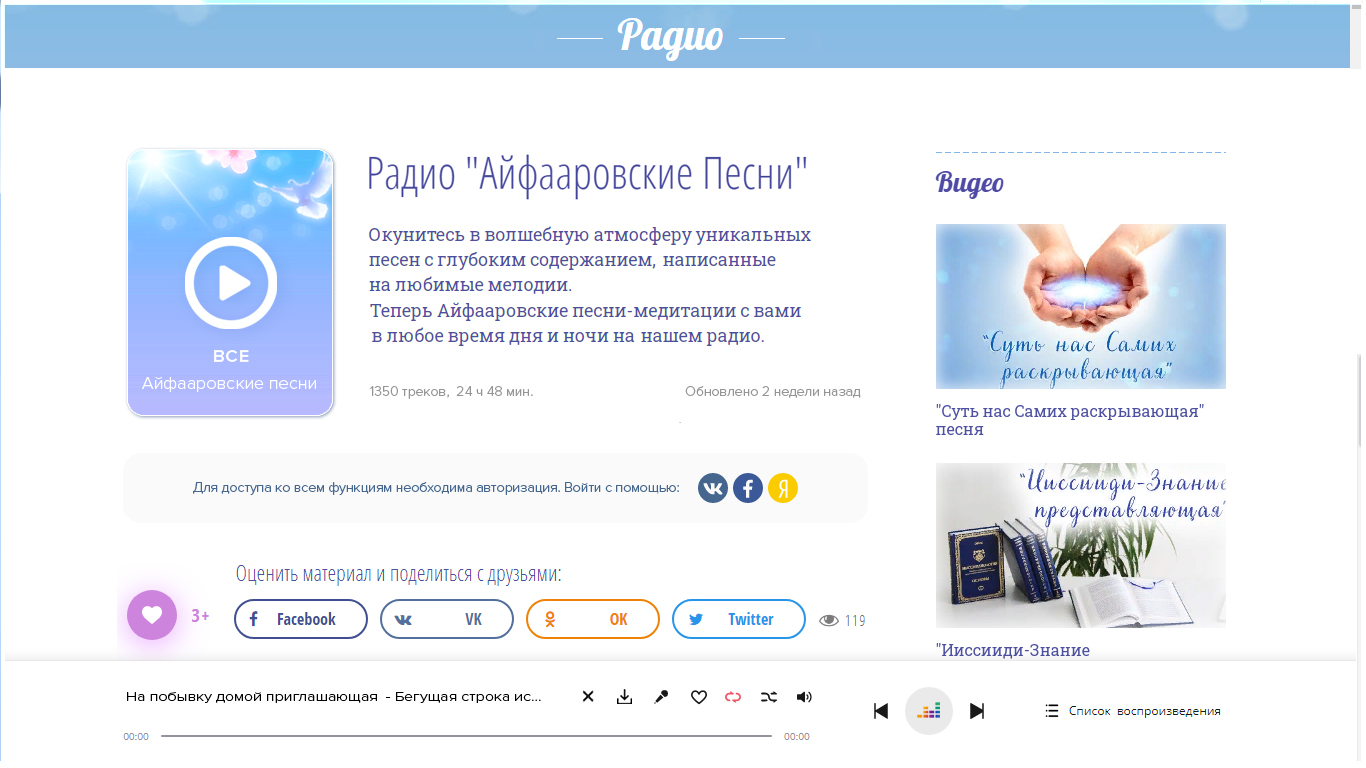 Радио
ВСЕ
Айфааровские песни
Радио "Айфааровские Песни"
Окунитесь в волшебную атмосферу уникальных
песен с глубоким содержанием, написанные
на любимые мелодии.
Теперь Айфааровские песни-медитации с вами
в любое время дня и ночи на нашем радио.
1350 треков, 24 ч 48 мин.
Обновлено 2 недели назад
Для доступа ко всем функциям необходима авторизация. Войти с помощью:
Я
Оценить материал и поделиться с друзьями:
3+
Facebook
VK
OK
Twitter
119
Видео
"Суть нас Самих
раскрывающая"
"Суть нас Самих раскрывающая"
песня
"Ииссииди-Знание
представляющая"
"Ииссииди-Знание
На побывку домой приглашающая - Бегущая строка ис...
00:00
00:00
Список воспроизведения